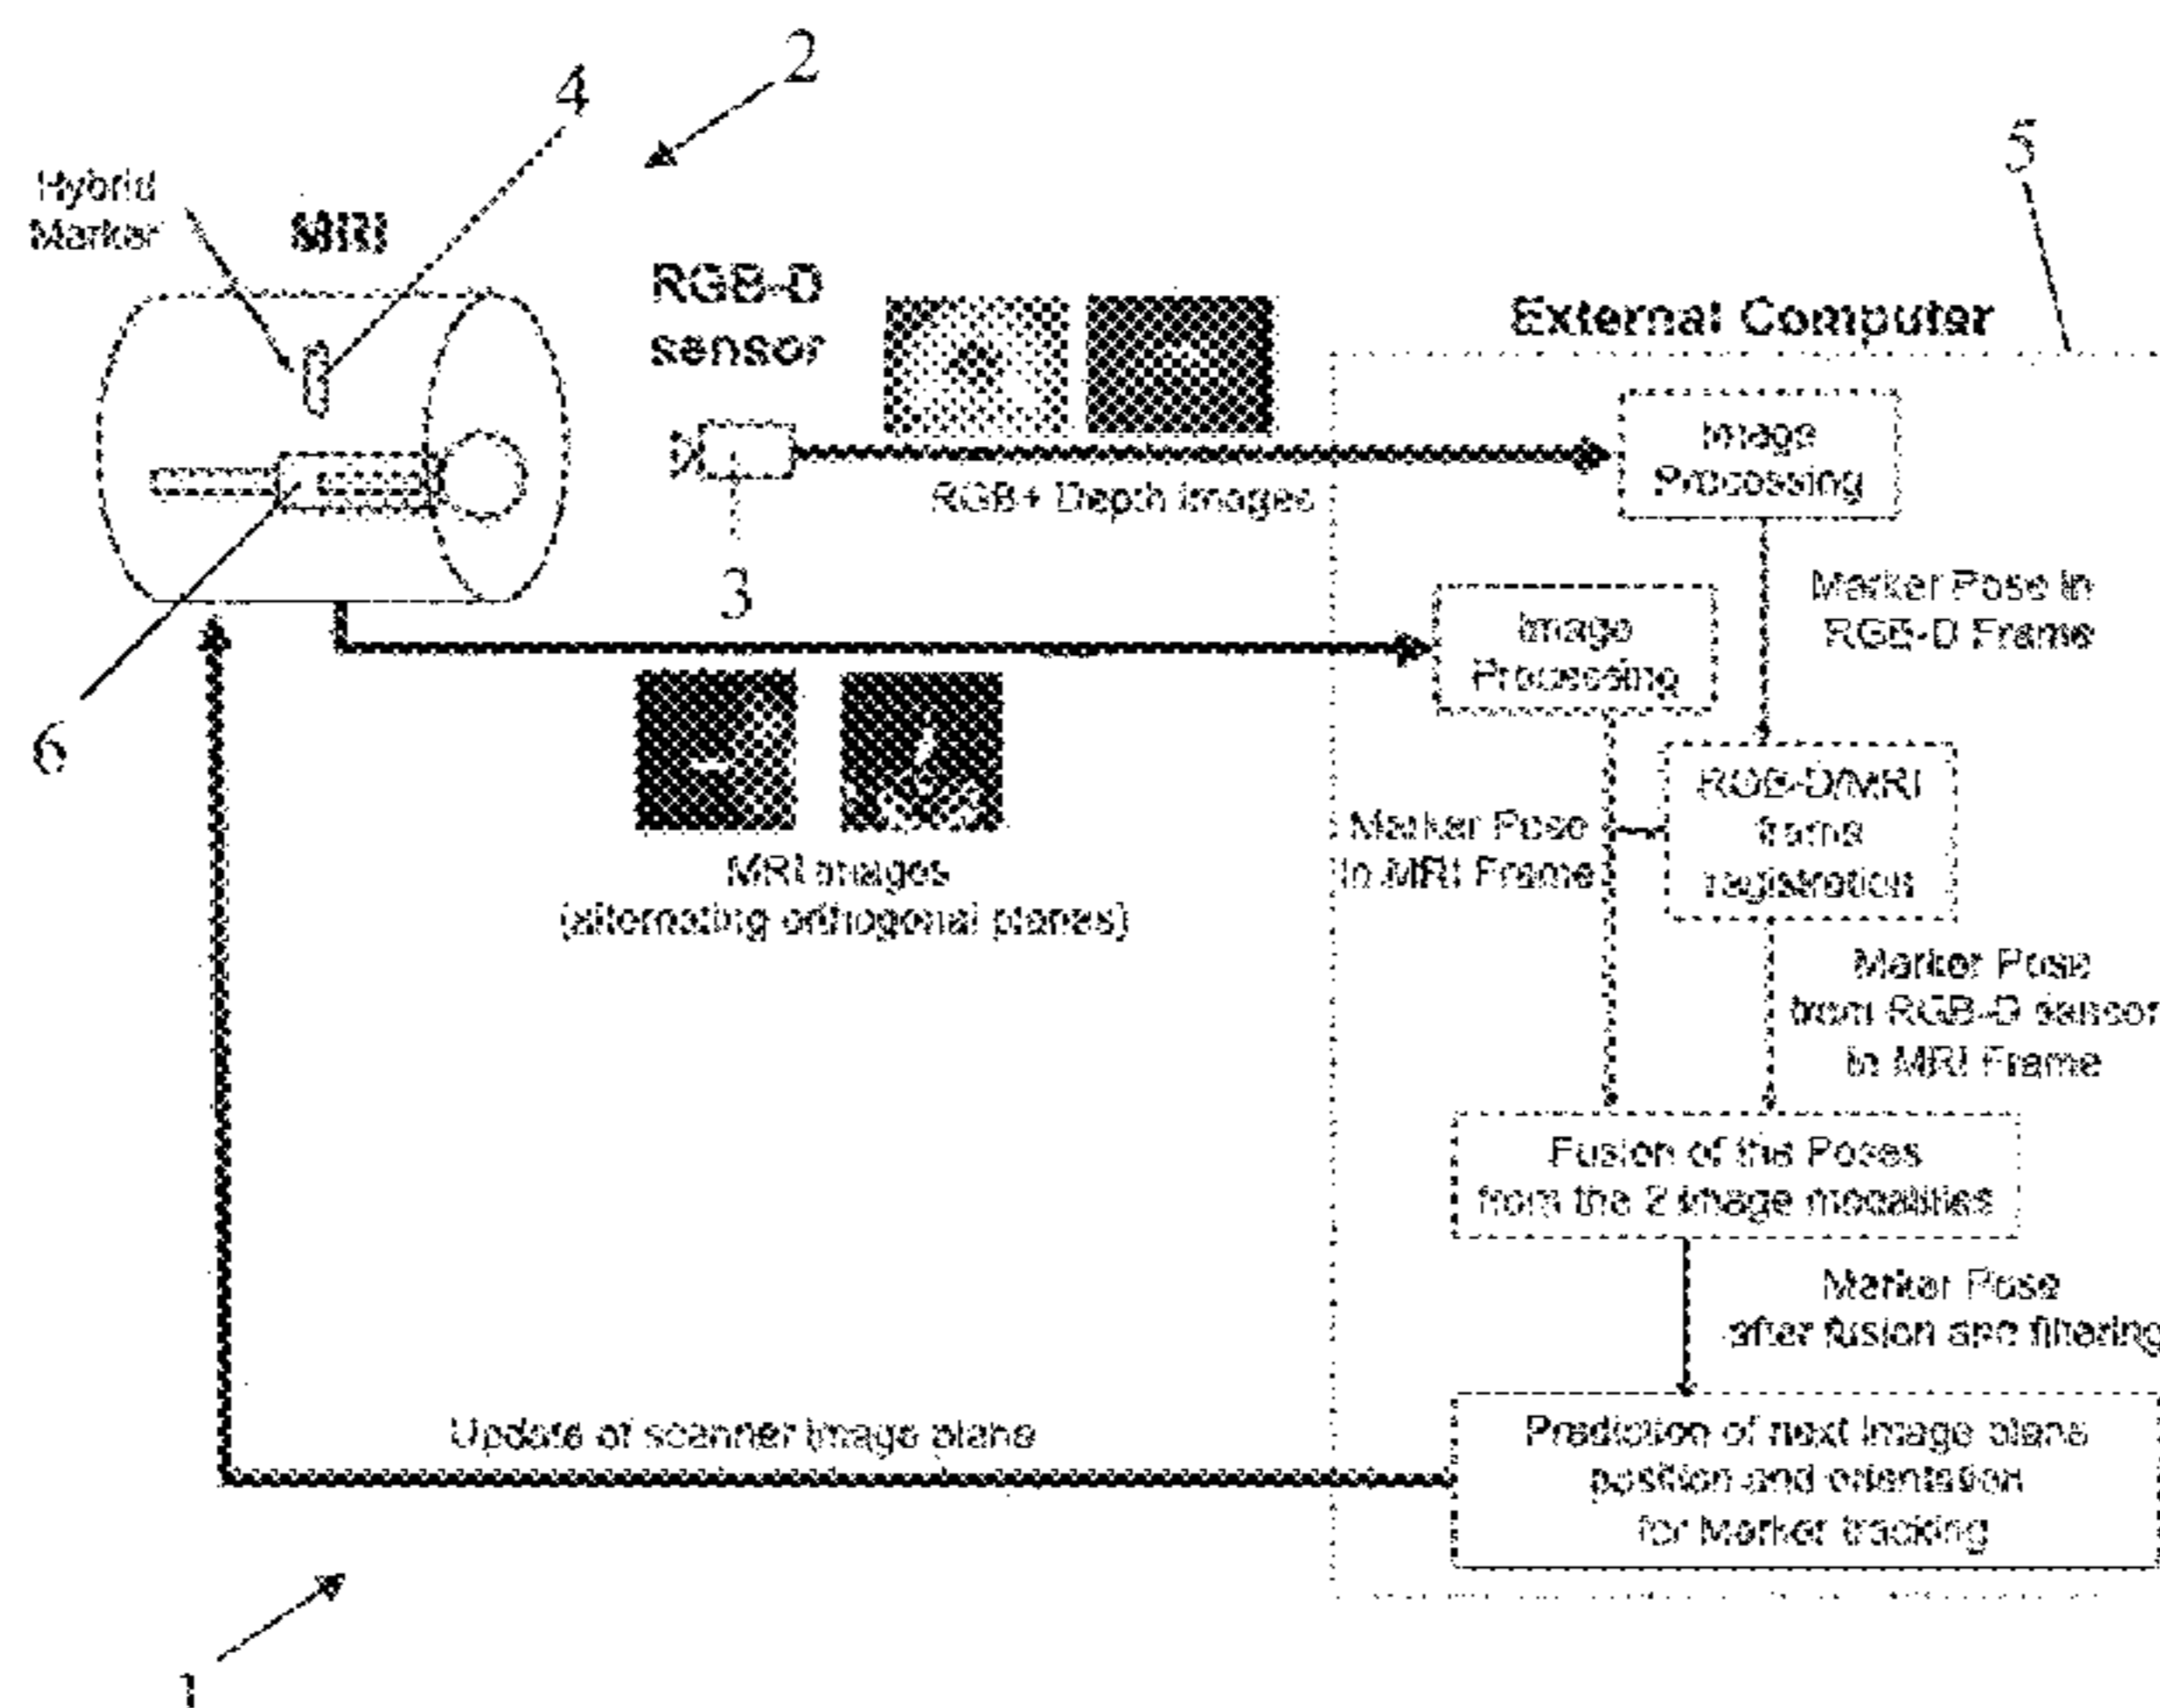 2
4
5
Hybrid
Marker
MRI
RGB-D
sensor
External Computer
Image
Processing
RGB+ Depth images
3
Marker Pose in
RGB-D Frame
Image
Processing
6
RGB-D/MRI
frame
registration
Marker Pose
in MRI Frame
MRI images
(alternating orthogonal planes)
Marker Pose
from RGB-D sensor
in MRI Frame
Fusion of the Poses
from the 2 image modalities
Marker Pose
after fusion and filtering
Update of scanner image plane
Prediction of next image plane
position and orientation
for Marker tracking
1